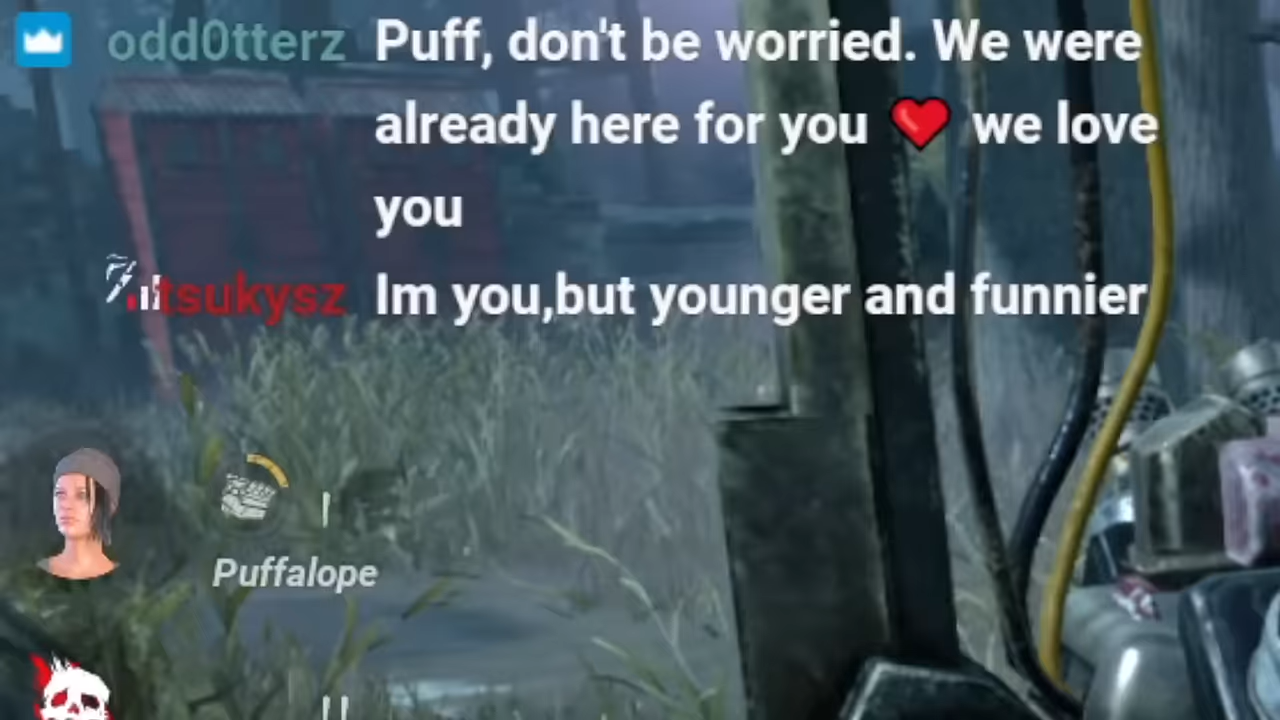 odd0tterz Puff, don't be worried. We were
already here for you ❤️ we love
you
tsukysz Im you,but younger and funnier
Puffalope